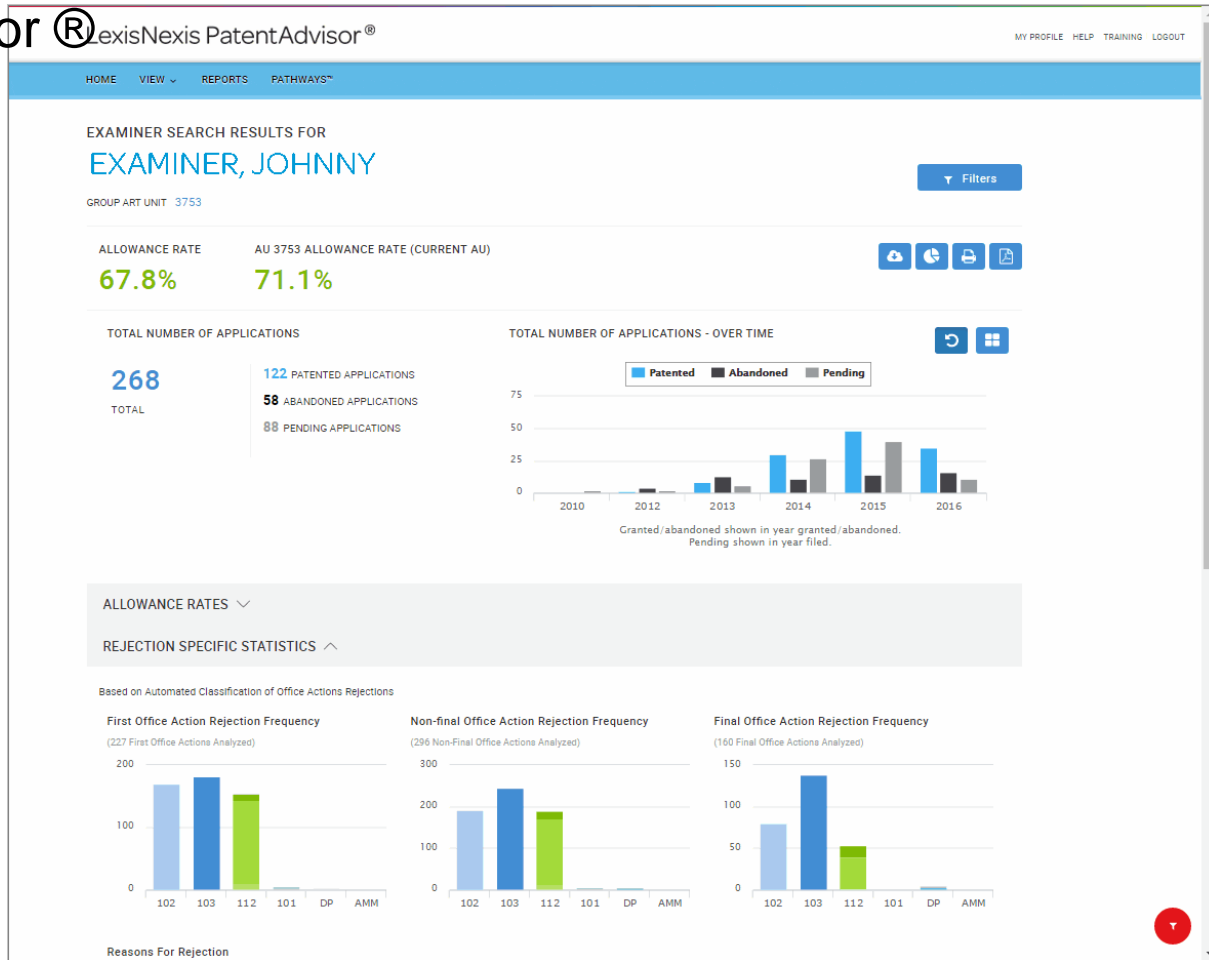 or ®
LexisNexis PatentAdvisor®
MY PROFILE HELP TRAINING LOGOUT
HOME VIEW REPORTS PATHWAYS™
EXAMINER SEARCH RESULTS FOR
EXAMINER, JOHNNY
Filters
GROUP ART UNIT 3753
ALLOWANCE RATE AU 3753 ALLOWANCE RATE (CURRENT AU)
67.8% 71.1%
TOTAL NUMBER OF APPLICATIONS
268
TOTAL
122 PATENTED APPLICATIONS
58 ABANDONED APPLICATIONS
88 PENDING APPLICATIONS
TOTAL NUMBER OF APPLICATIONS - OVER TIME
Patented Abandoned Pending
75
50
25
0
2010 2012 2013 2014 2015 2016
Granted/abandoned shown in year granted/abandoned.
Pending shown in year filed.
ALLOWANCE RATES
REJECTION SPECIFIC STATISTICS
Based on Automated Classification of Office Actions Rejections
First Office Action Rejection Frequency
(227 First Office Actions Analyzed)
200
100
0
102 103 112 101 DP AMM
Non-final Office Action Rejection Frequency
(296 Non-Final Office Actions Analyzed)
300
200
100
0
102 103 112 101 DP AMM
Final Office Action Rejection Frequency
(160 Final Office Actions Analyzed)
150
100
50
0
102 103 112 101 DP AMM
Reasons For Rejection